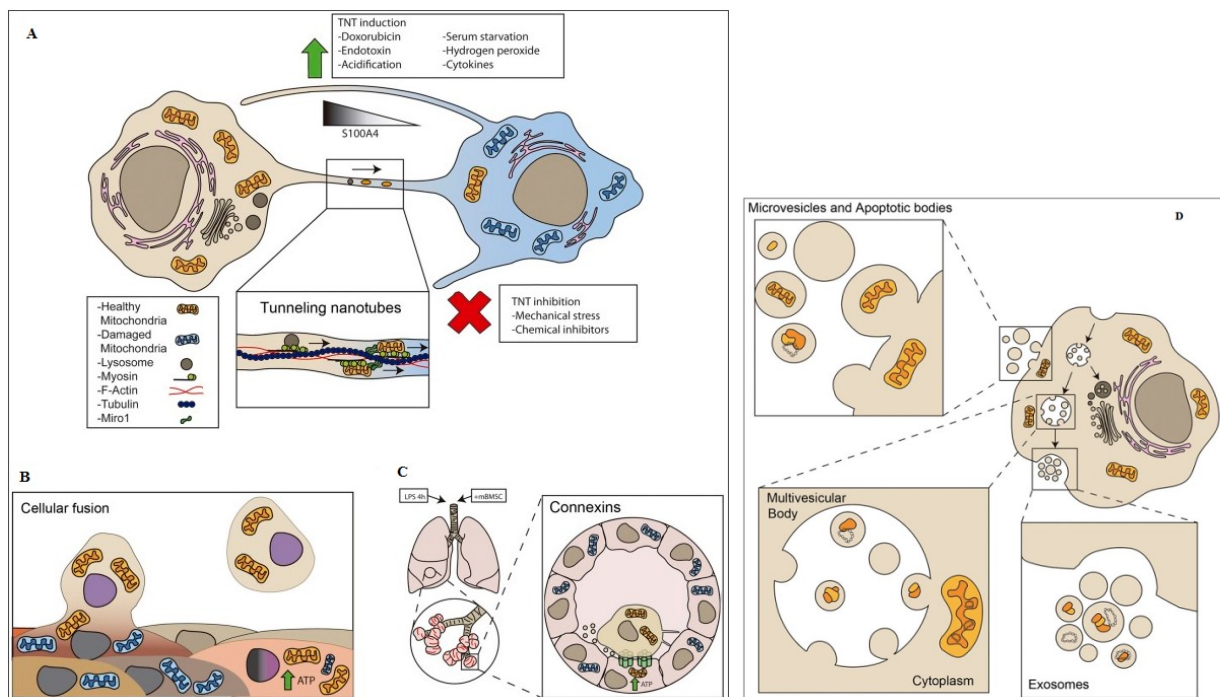 A
TNT induction
-Doxorubicin -Serum starvation
-Endotoxin -Hydrogen peroxide
-Acidification -Cytokines
S100A4
Tunneling nanotubes
TNT inhibition
-Mechanical stress
-Chemical inhibitors
-Healthy
Mitochondria
-Damaged
Mitochondria
-Lysosome
-Myosin
-F-Actin
-Tubulin
-Miro1
B
Cellular fusion
ATP
C
LPS 4h
+mBMSC
Connexins
ATP
D
Microvesicles and Apoptotic bodies
Multivesicular
Body
Cytoplasm
Exosomes